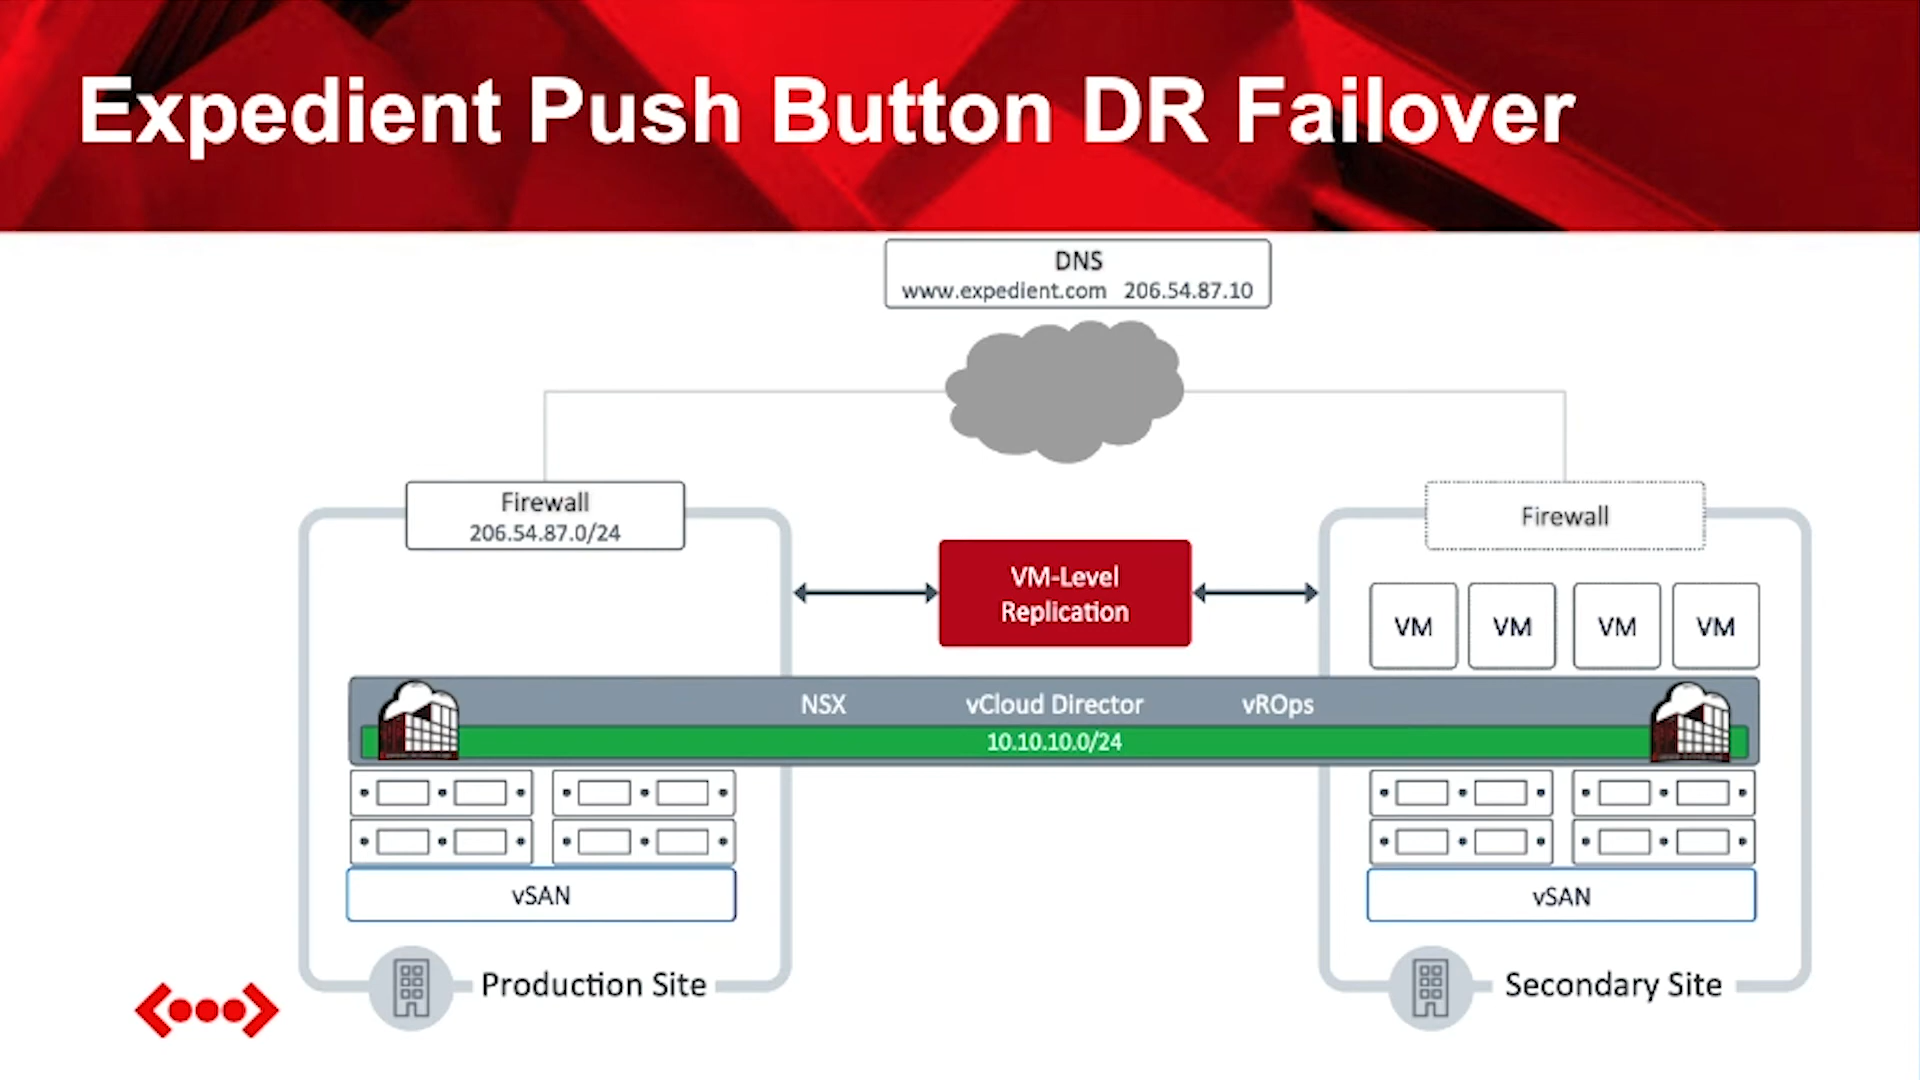 Expedient Push Button DR Failover
DNS
www.expedient.com 206.54.87.10
Firewall
206.54.87.0/24
Firewall
VM-Level
Replication
VM VM VM VM
NSX vCloud Director vROps
10.10.10.0/24
vSAN
vSAN
Production Site
Secondary Site